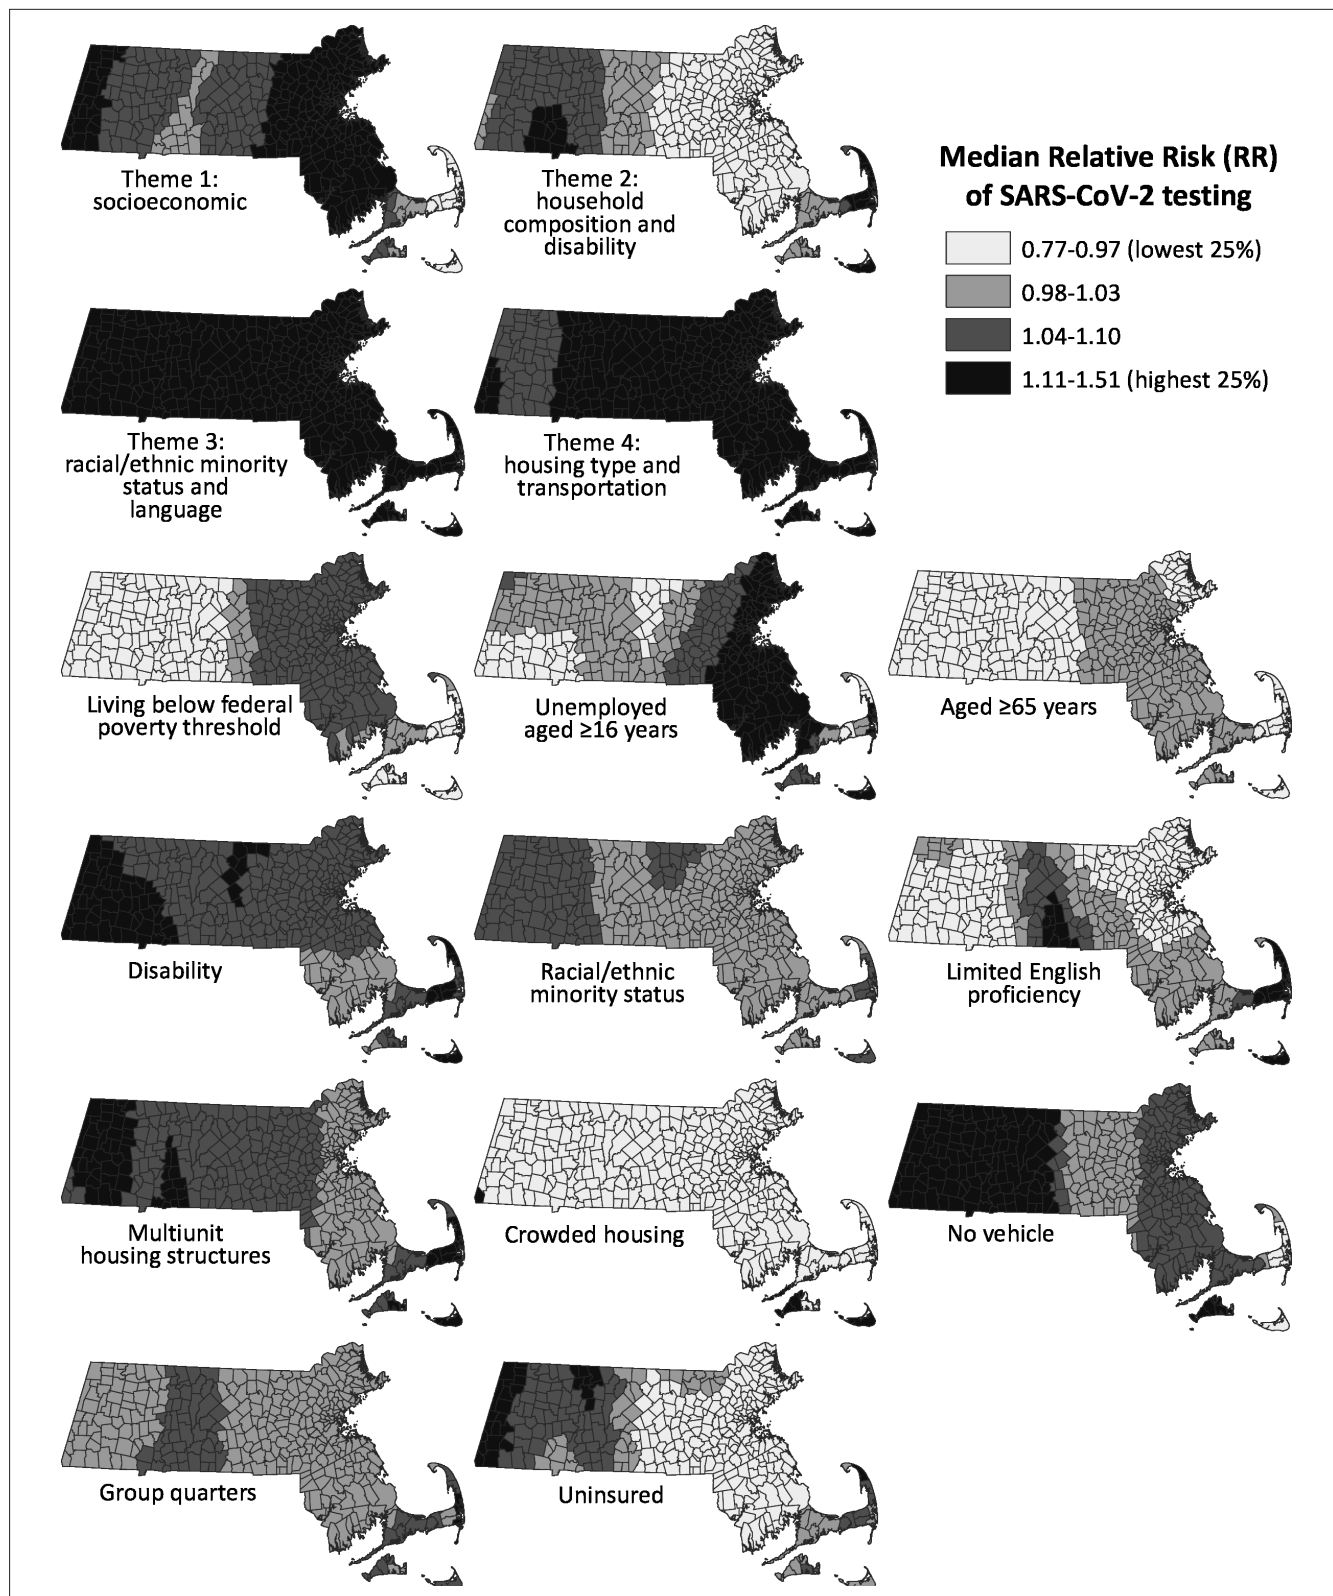 Theme 1:
socioeconomic
Theme 2:
household
composition and
disability
Median Relative Risk (RR)
of SARS-CoV-2 testing
0.77-0.97 (lowest 25%)
0.98-1.03
1.04-1.10
1.11-1.51 (highest 25%)
Theme 3:
racial/ethnic minority
status and
language
Theme 4:
housing type and
transportation
Living below federal
poverty threshold
Unemployed
aged ≥16 years
Aged ≥65 years
Disability
Racial/ethnic
minority status
Limited English
proficiency
Multiunit
housing structures
Crowded housing
No vehicle
Group quarters
Uninsured